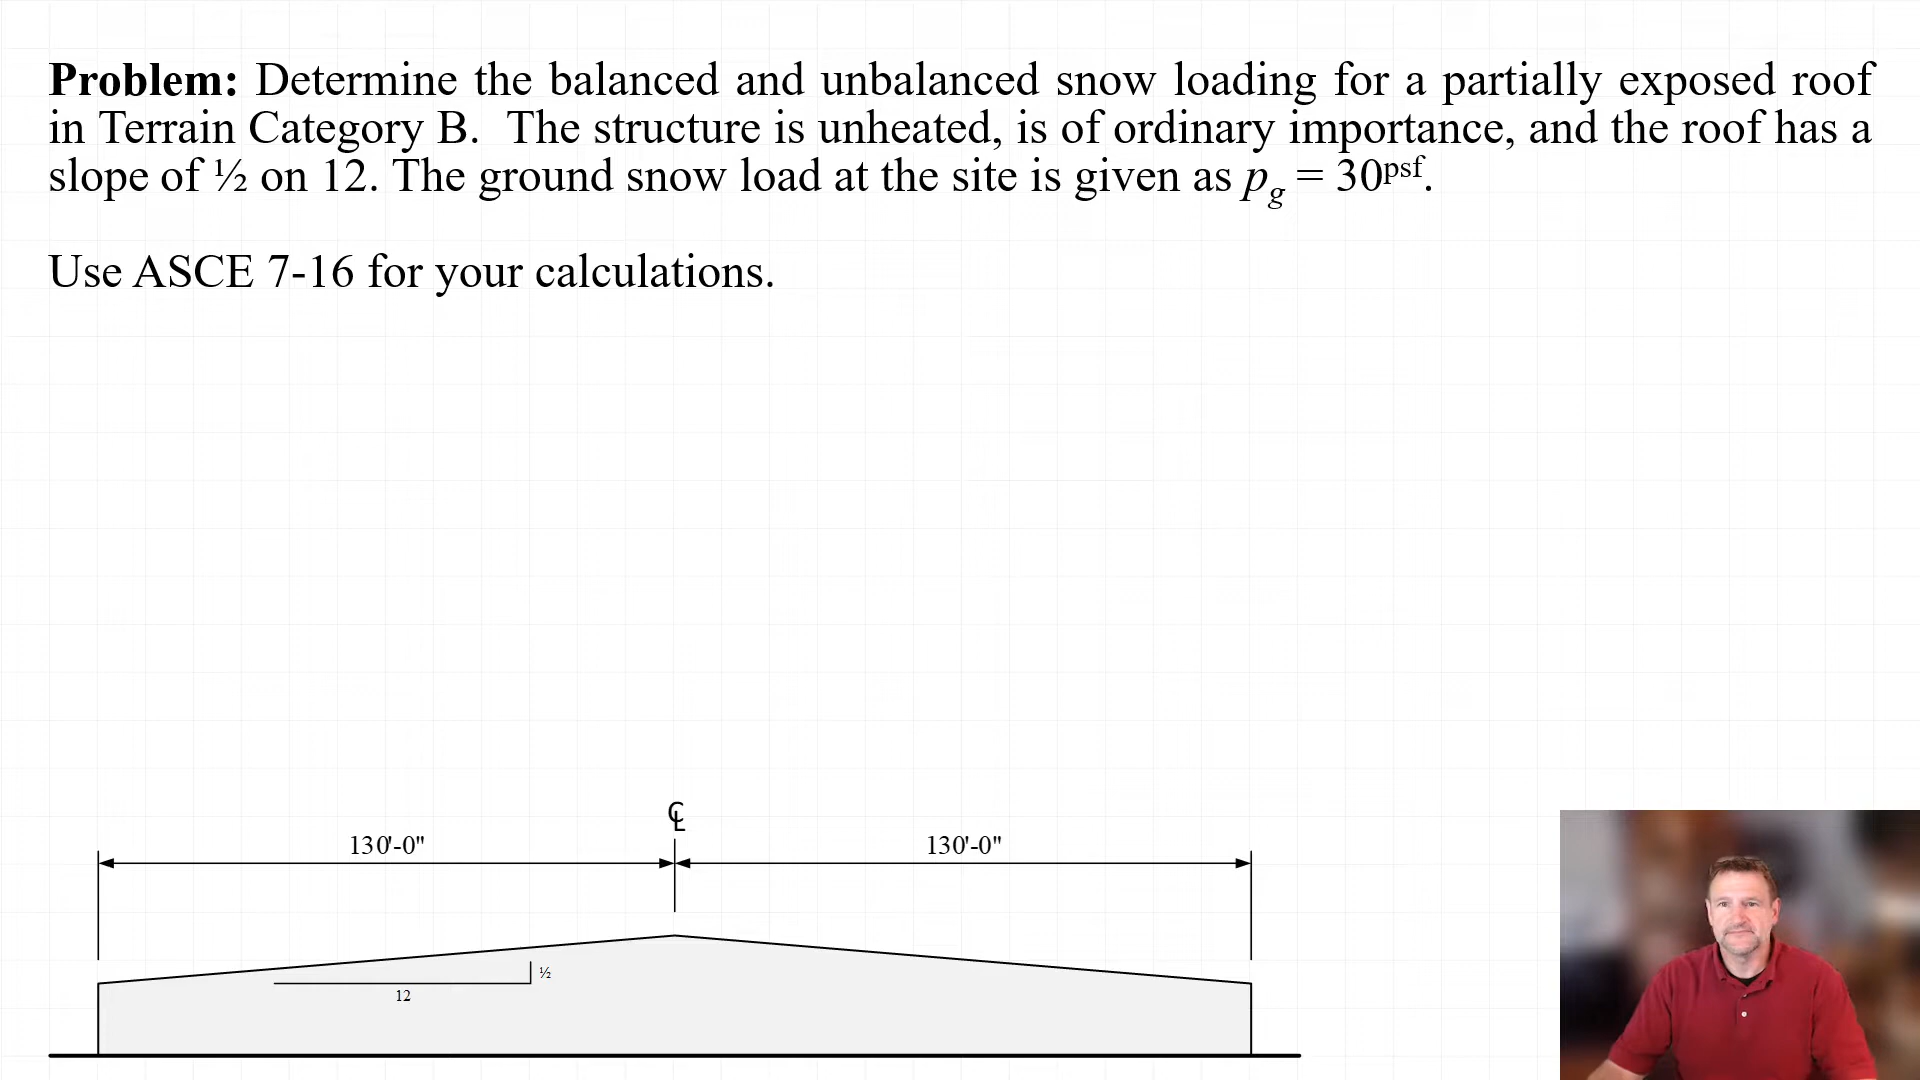 Problem: Determine the balanced and unbalanced snow loading for a partially exposed roof
in Terrain Category B. The structure is unheated, is of ordinary importance, and the roof has a
slope of ½ on 12. The ground snow load at the site is given as pg = 30psf.
Use ASCE 7-16 for your calculations.
℄
130'-0" 130'-0"
½
12